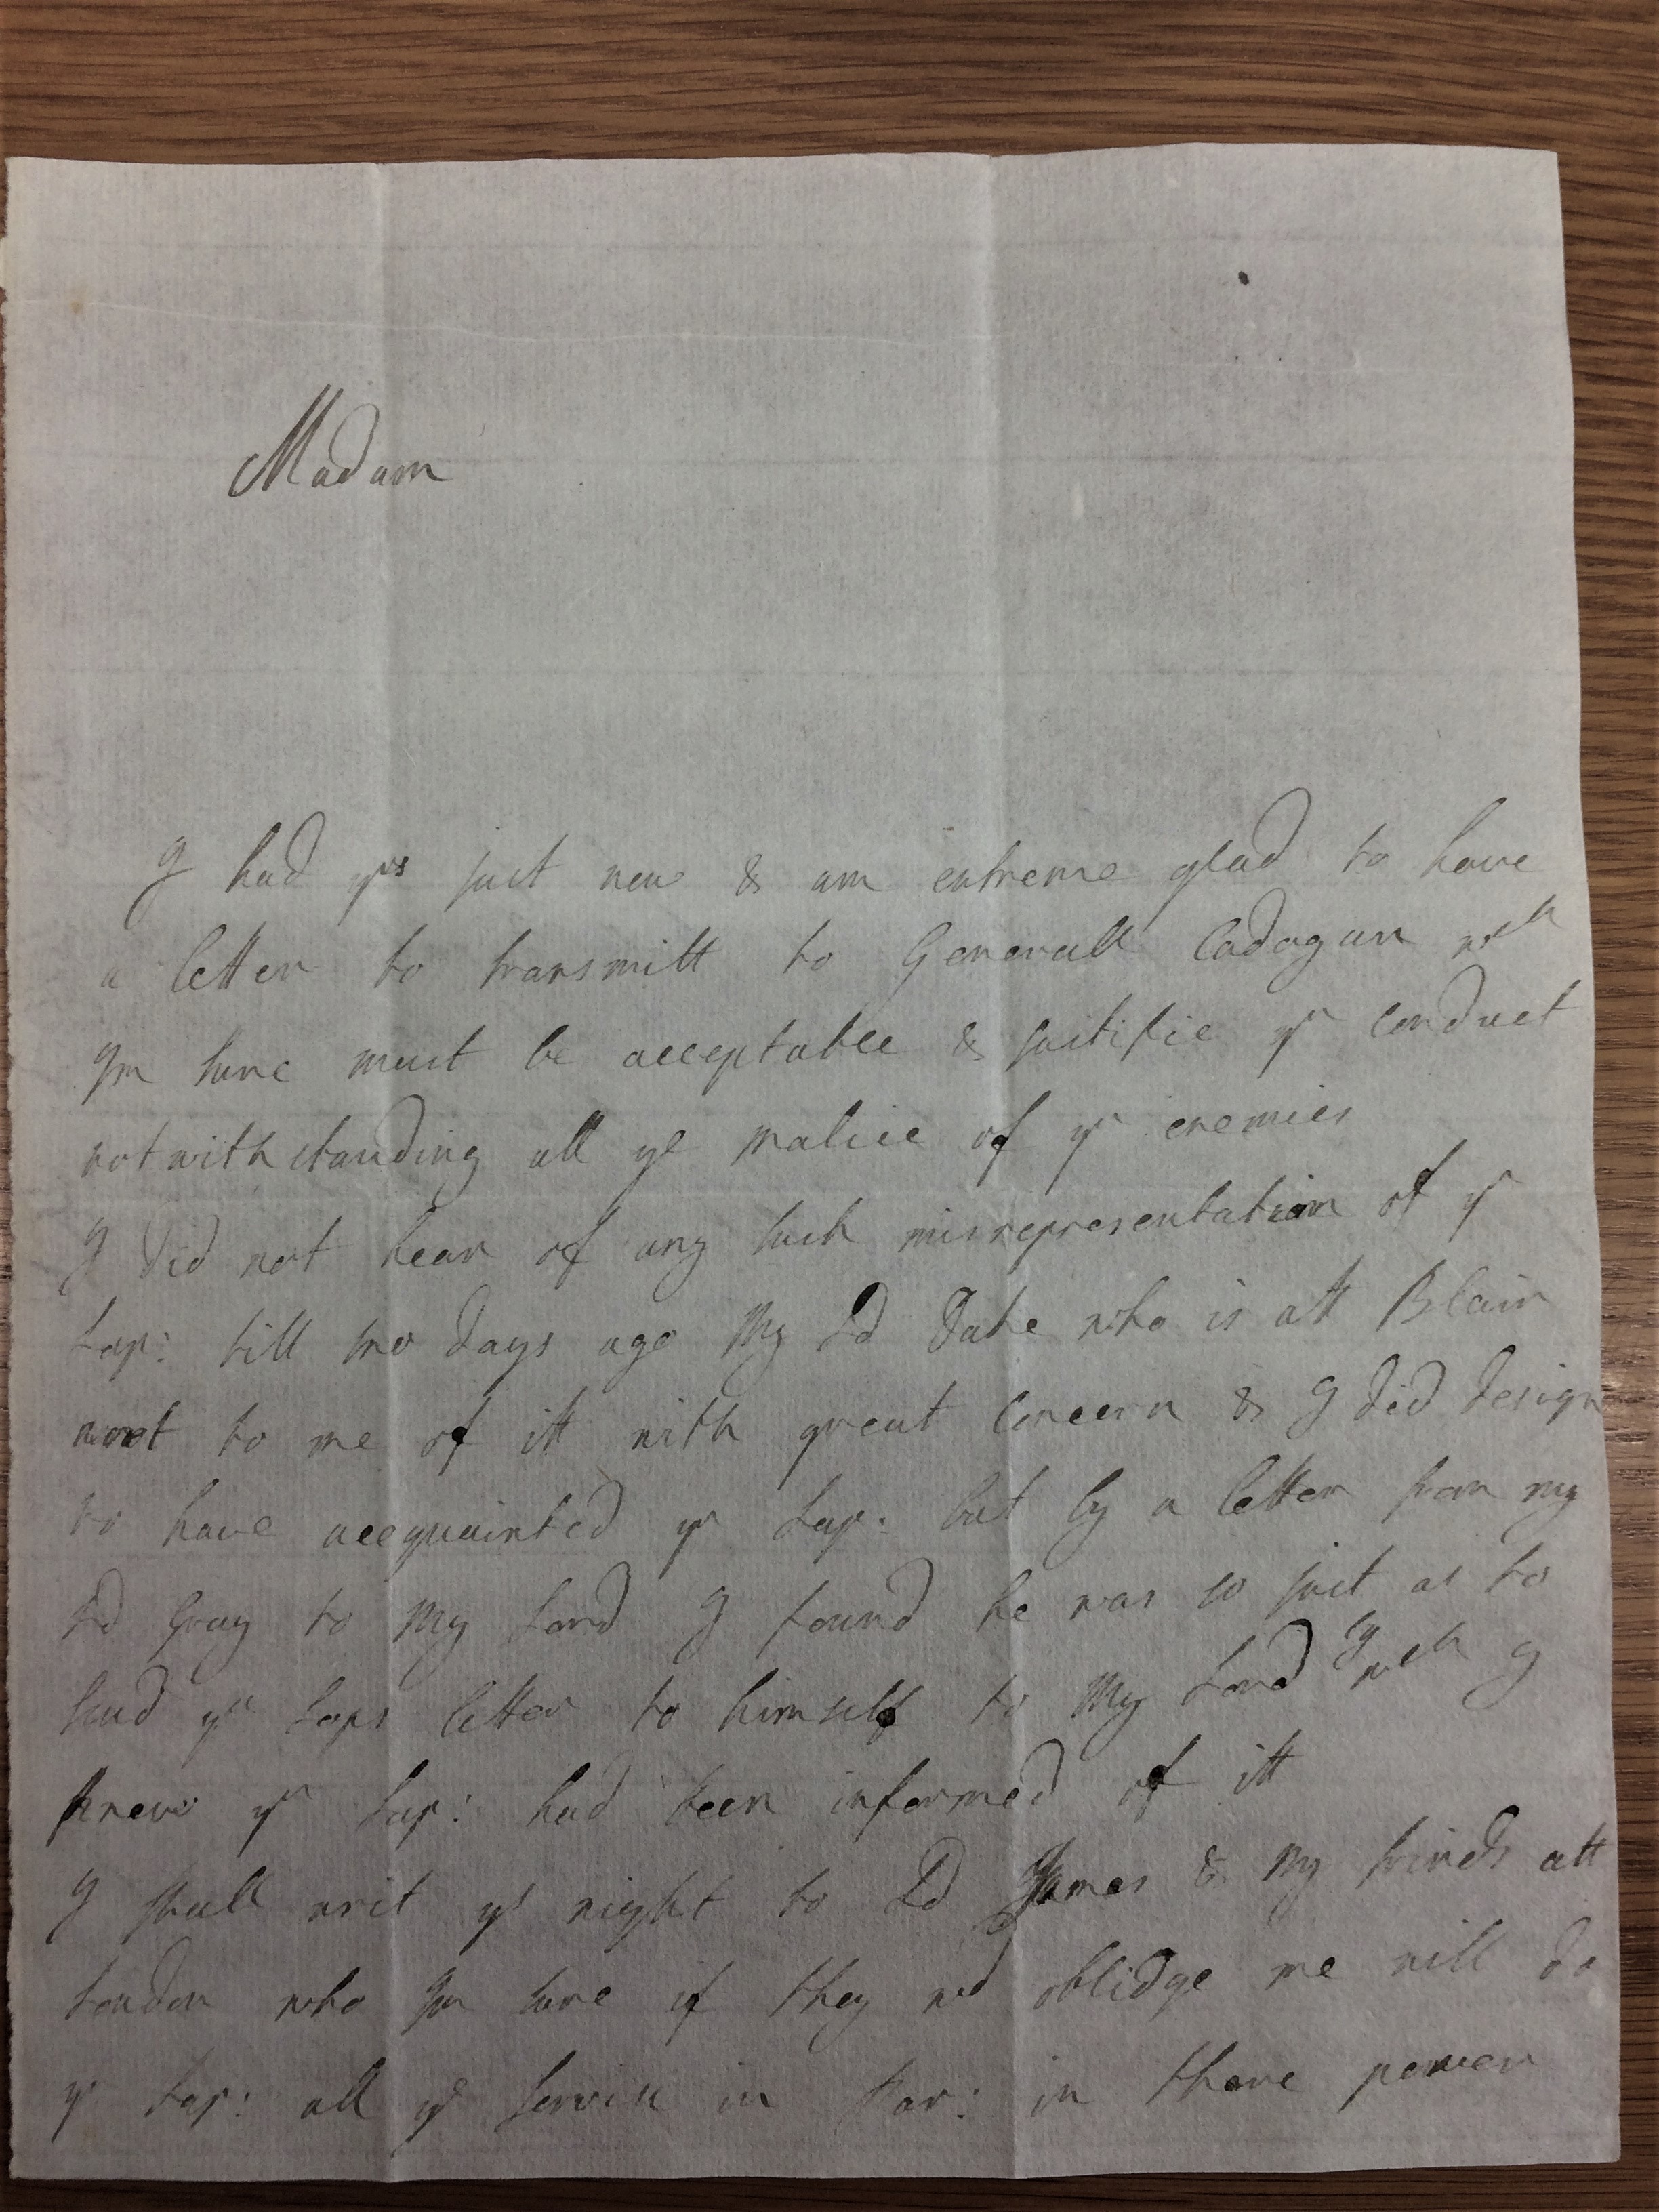 Madam
I had yrs just now & am extreme glad to have
a letter to transmitt to Generall Cadogan wch
I'm sure must be acceptable & justifie yr conduct
notwithstanding all ye malice of yr enemies
I did not hear of any such misrepresentation of yr
Lap: till two days ago My Ld Duke who is att Blair
wrot to me of itt with great concern & I did design
to have acequainted yr Lap: but by a letter from my
Ld Gray to My Lord I found he was so just as to
send yr Laps letter to himself to My Lord wch I
knew yr Lap: had been informed of itt
I shall writ ys night to Ld James & My frinds att
London who I'm sure if they wd oblidge me will do
yr Lap: all ye servise in Par: in there power